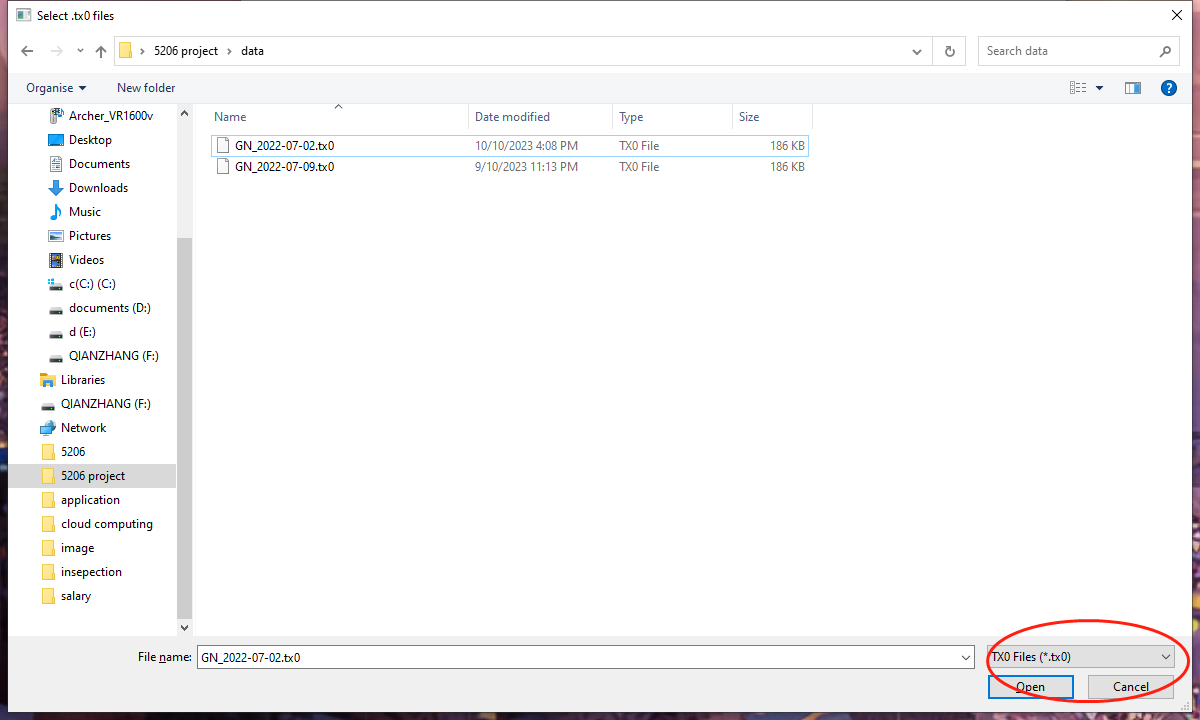 Select .tx0 files
5206 project › data
Search data
Organise
New folder
Name
Date modified
Type
Size
GN_2022-07-02.tx0 10/10/2023 4:08 PM TX0 File 186 KB
GN_2022-07-09.tx0 9/10/2023 11:13 PM TX0 File 186 KB
Archer_VR1600v
Desktop
Documents
Downloads
Music
Pictures
Videos
c(C:) (C:)
documents (D:)
d (E:)
QIANZHANG (F:)
Libraries
QIANZHANG (F:)
Network
5206
5206 project
application
cloud computing
image
insepection
salary
File name: GN_2022-07-02.tx0
TX0 Files (*.tx0)
Open
Cancel